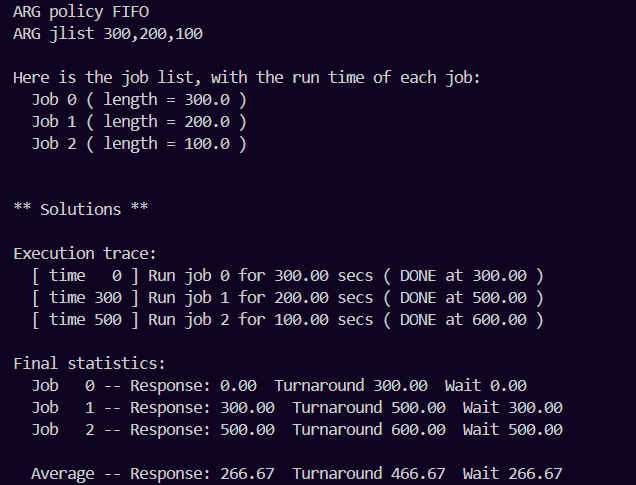 ARG policy FIFO
ARG jlist 300,200,100
Here is the job list, with the run time of each job:
Job 0 ( length = 300.0 )
Job 1 ( length = 200.0 )
Job 2 ( length = 100.0 )
** Solutions **
Execution trace:
[ time   0 ] Run job 0 for 300.00 secs ( DONE at 300.00 )
[ time 300 ] Run job 1 for 200.00 secs ( DONE at 500.00 )
[ time 500 ] Run job 2 for 100.00 secs ( DONE at 600.00 )
Final statistics:
Job   0 -- Response: 0.00  Turnaround 300.00  Wait 0.00
Job   1 -- Response: 300.00  Turnaround 500.00  Wait 300.00
Job   2 -- Response: 500.00  Turnaround 600.00  Wait 500.00
Average -- Response: 266.67  Turnaround 466.67  Wait 266.67